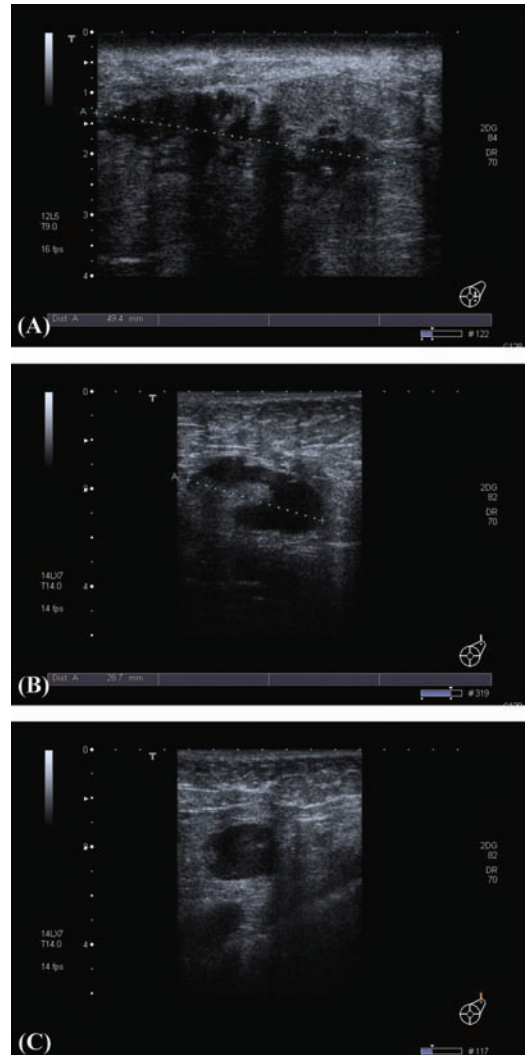 0
T
1
A
2DG
84
DR
70
2
12L5
T9.0
3
16 fps
4
Dist A 49.4 mm
(A)
#122
0
T
A
2DG
82
DR
70
14LX7
T14.0
4
14 fps
Dist A 28.7 mm
(B)
#319
0
T
2DG
82
DR
70
14LX7
T14.0
4
14 fps
(C)
#117